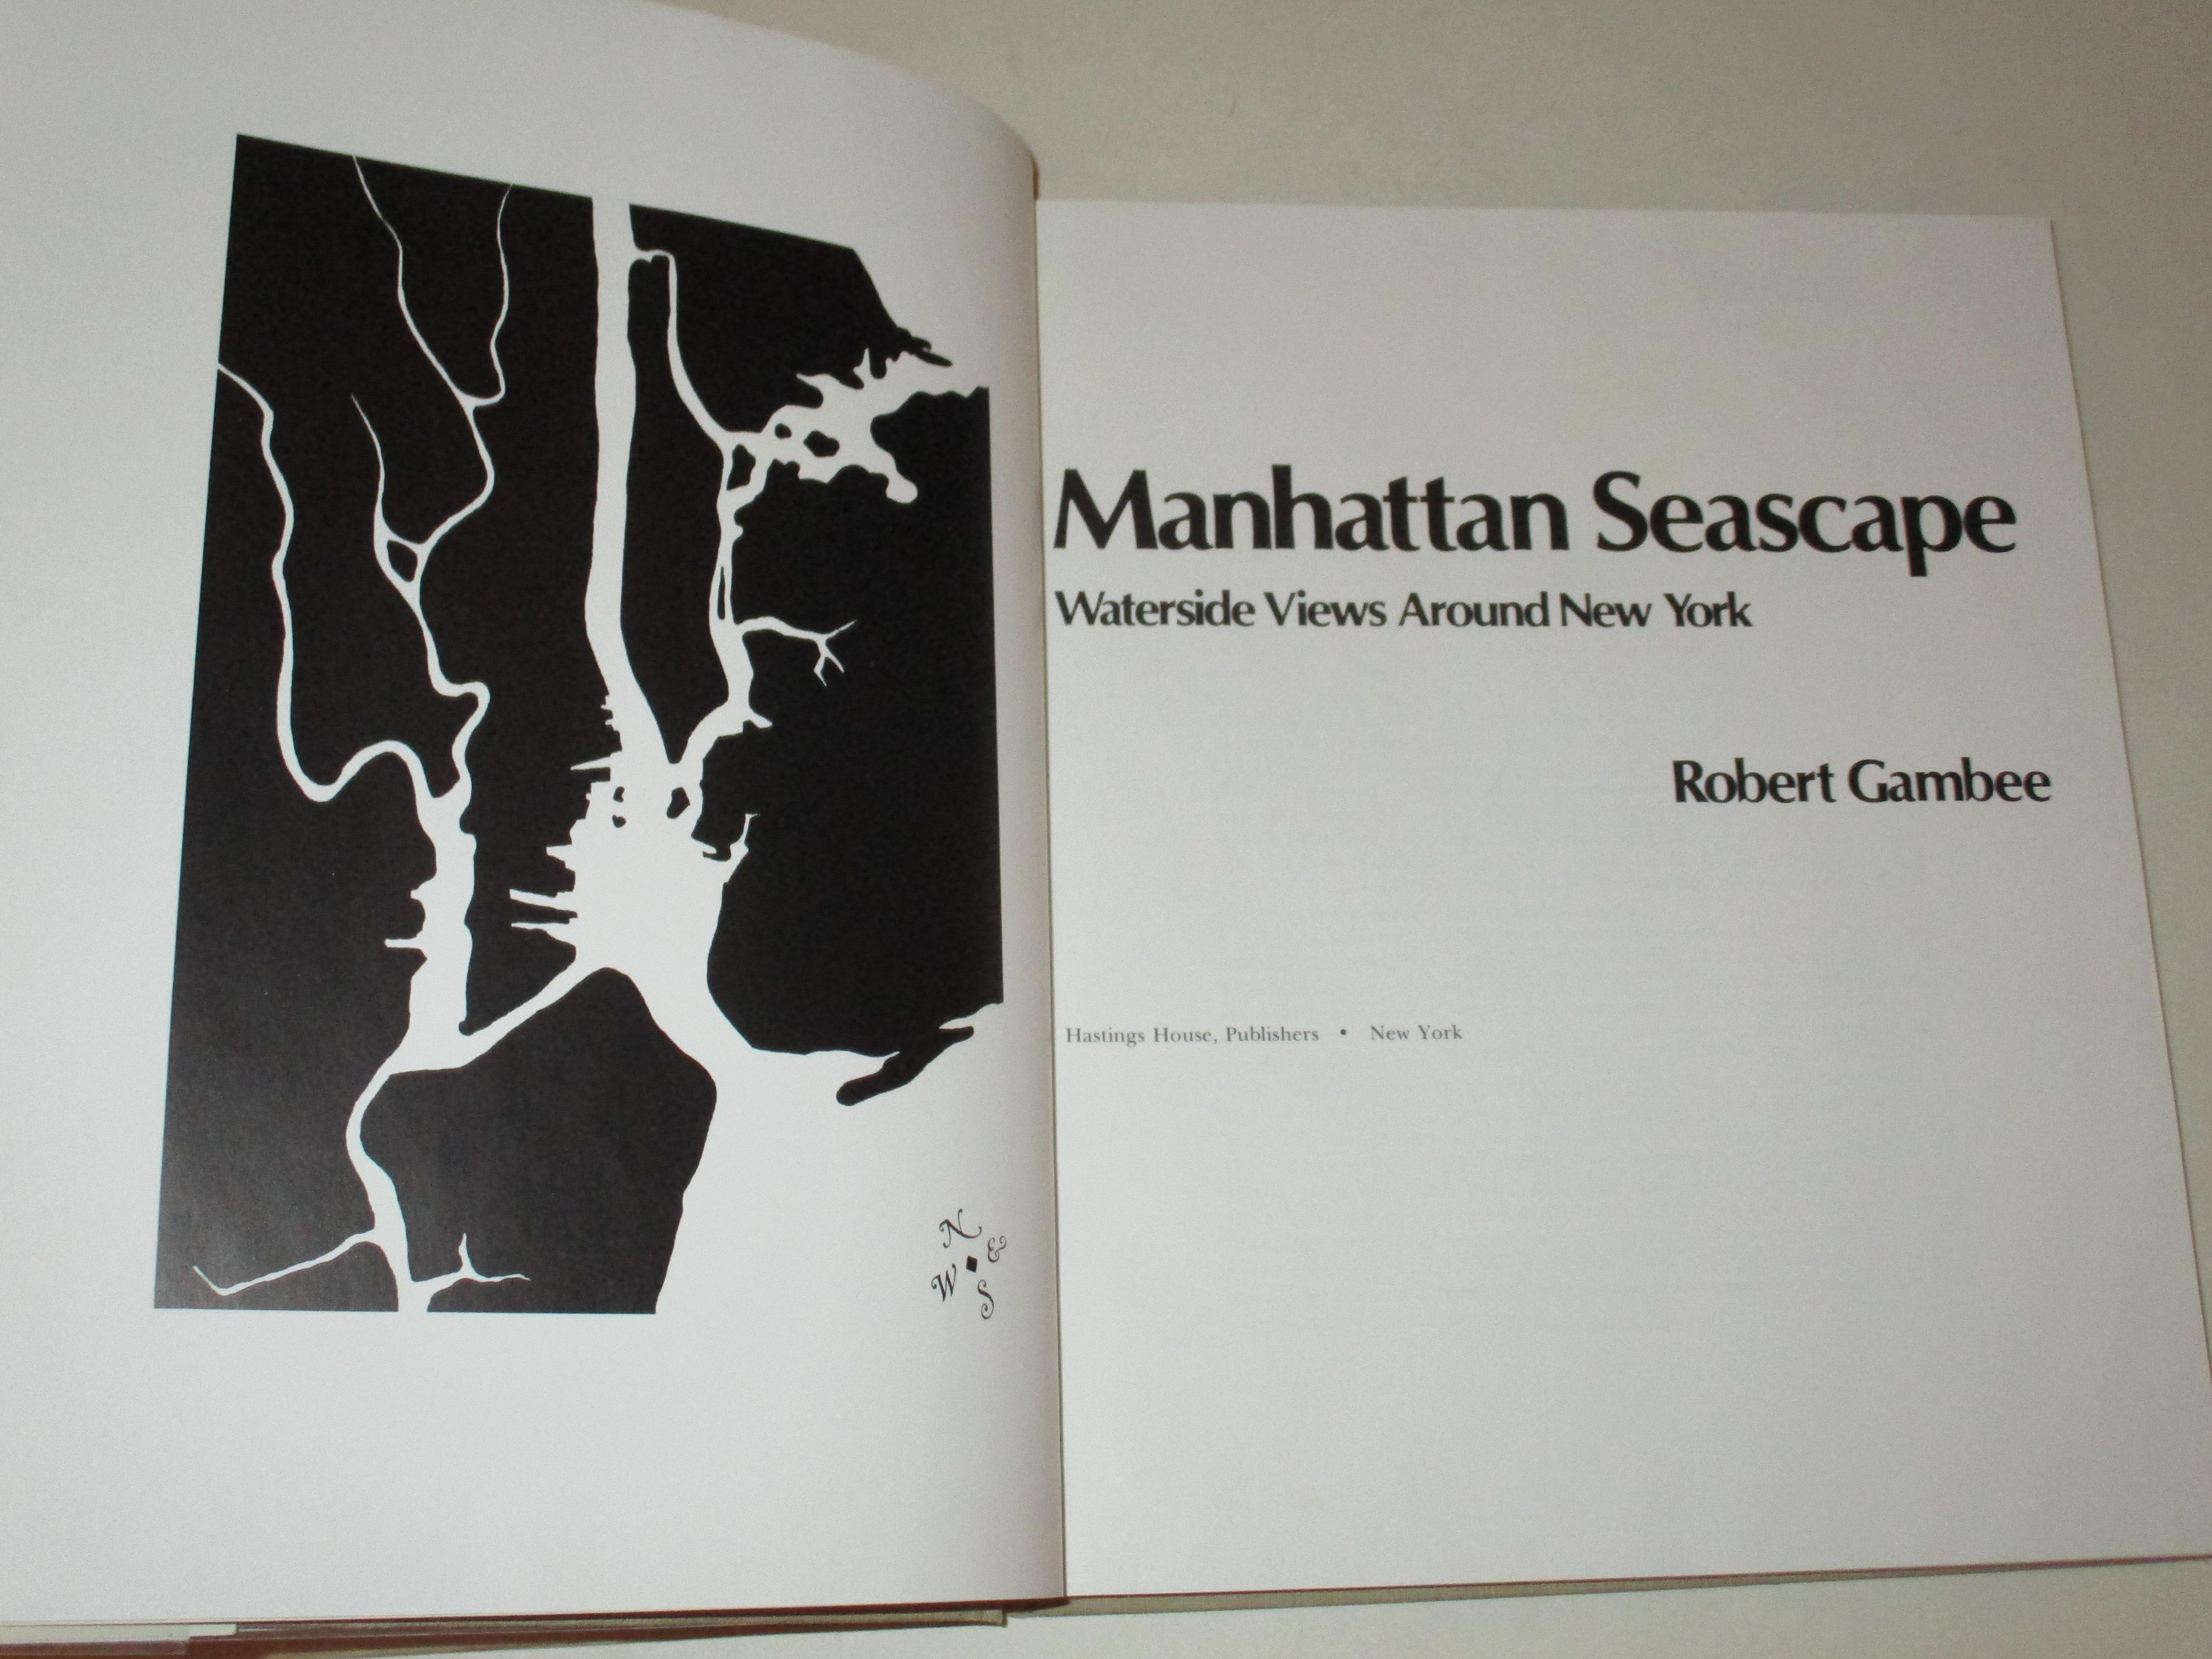 N
W & 
S
Manhattan Seascape
Waterside Views Around New York
Robert Gambee
Hastings House, Publishers • New York